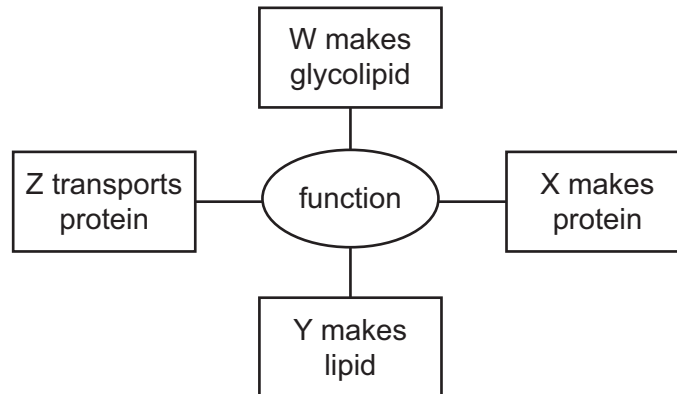 W makes
glycolipid
Z transports
protein
function
X makes
protein
Y makes
lipid